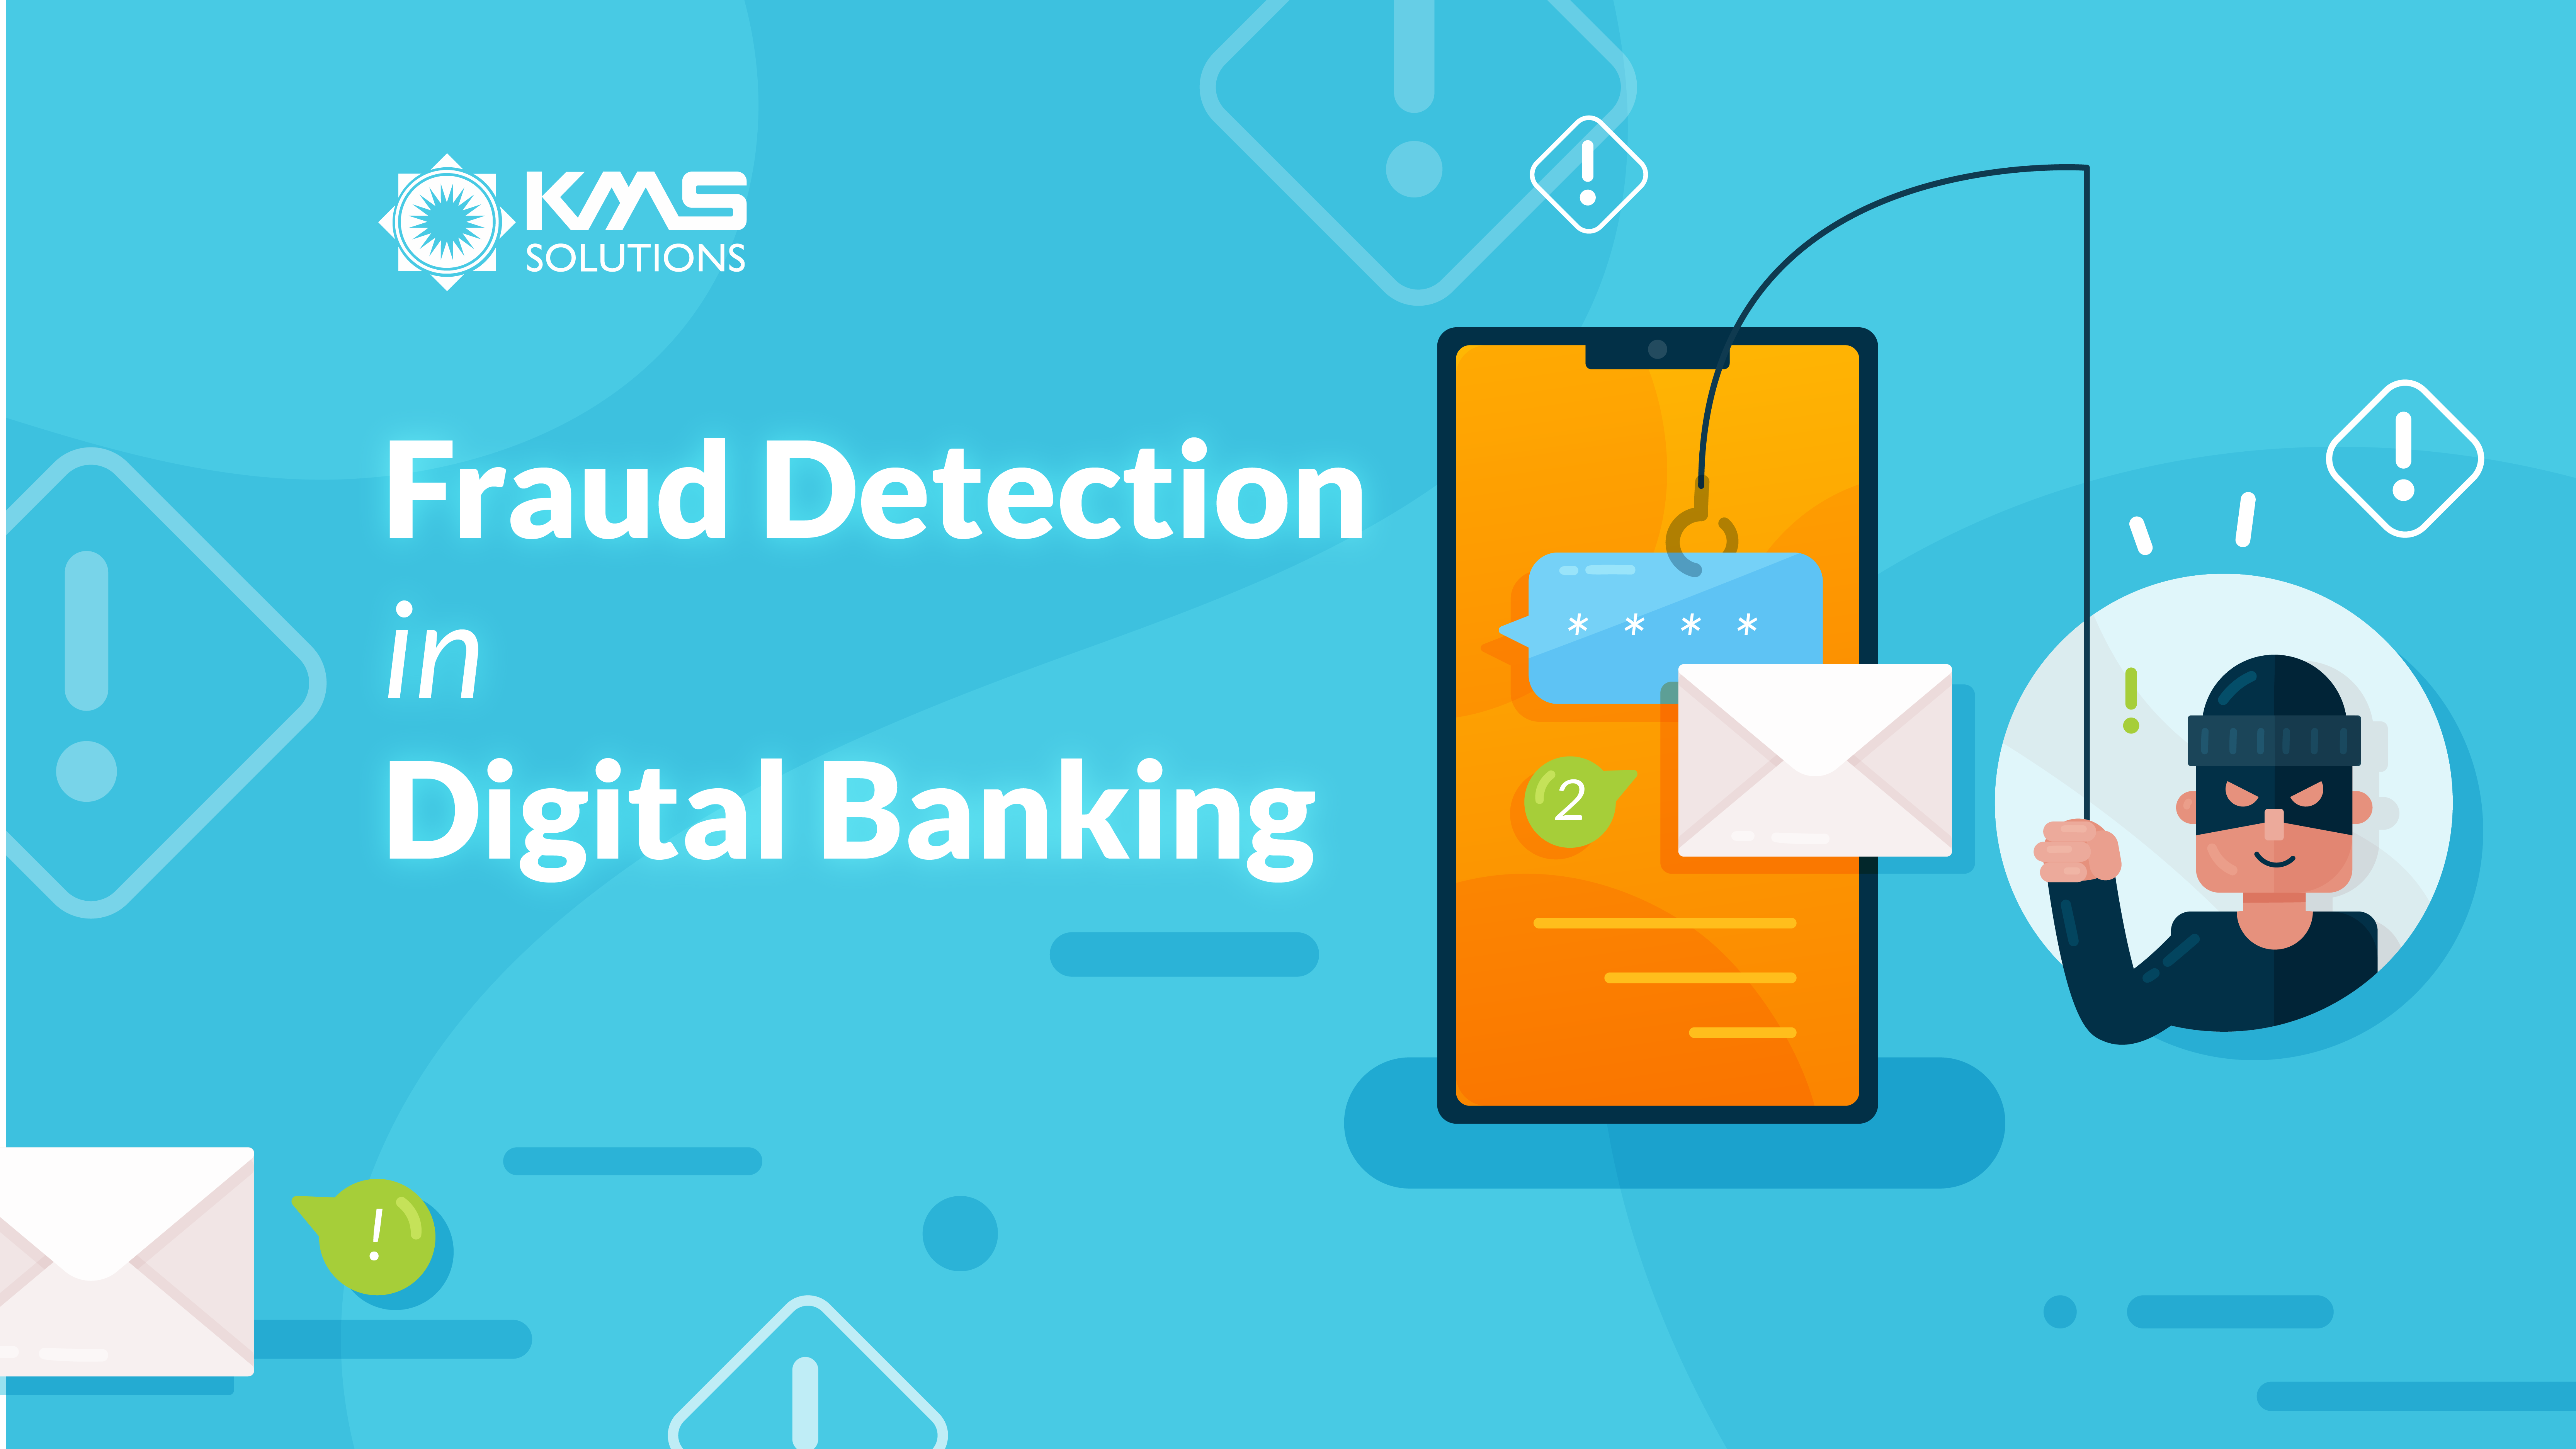 KMS
SOLUTIONS
Fraud Detection
in
Digital Banking
* * * *
2
!